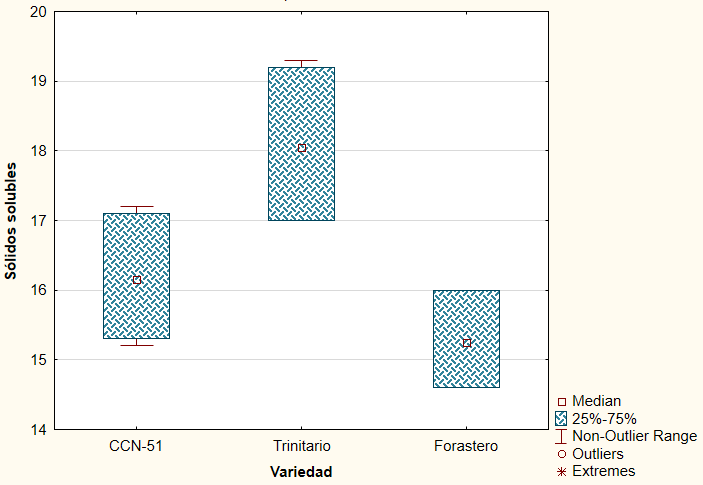 20
19
18
17
16
15
14
Sólidos solubles
CCN-51
Trinitario
Forastero
Variedad
Median
25%-75%
Non-Outlier Range
Outliers
Extremes